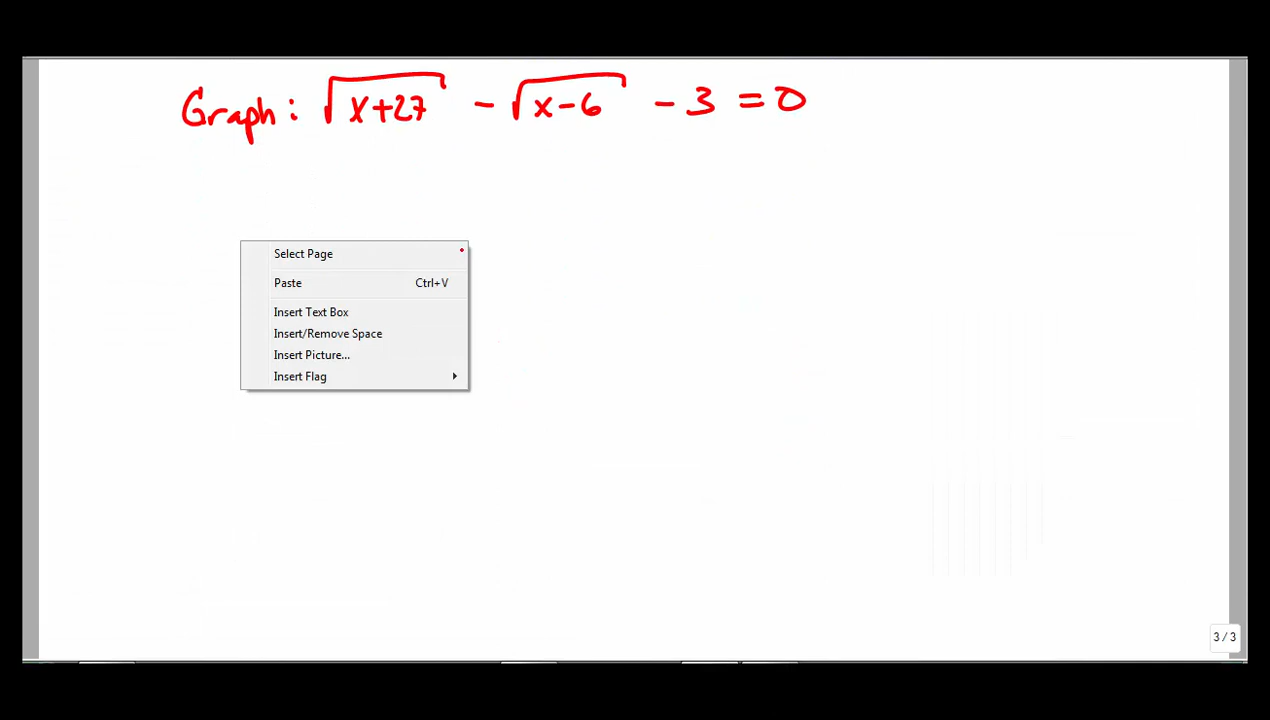 Graph: √(x+27) - √(x-6) - 3 = 0
Select Page
Paste Ctrl+V
Insert Text Box
Insert/Remove Space
Insert Picture...
Insert Flag
3 / 3